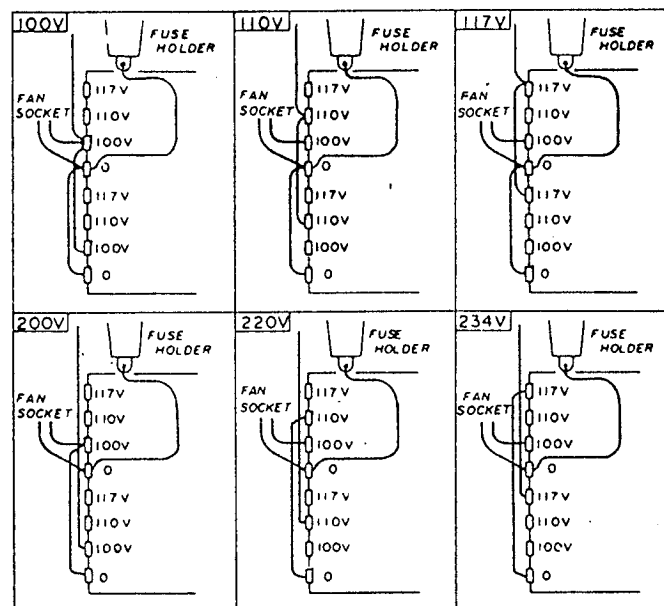 100V
FUSE
HOLDER
FAN
SOCKET
117V
110V
100V
0
117V
110V
100V
0
110V
FUSE
HOLDER
FAN
SOCKET
117V
110V
100V
0
117V
110V
100V
0
117V
FUSE
HOLDER
FAN
SOCKET
117V
110V
100V
0
117V
110V
100V
0
200V
FUSE
HOLDER
FAN
SOCKET
117V
110V
100V
0
117V
110V
100V
0
220V
FUSE
HOLDER
FAN
SOCKET
117V
110V
100V
0
117V
110V
100V
0
234V
FUSE
HOLDER
FAN
SOCKET
117V
110V
100V
0
117V
110V
100V
0